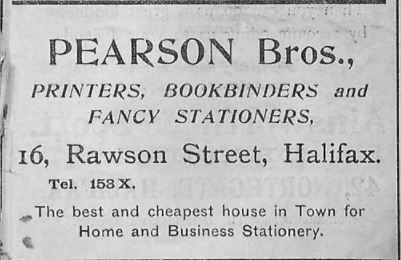 PEARSON Bros.,
PRINTERS, BOOKBINDERS and
FANCY STATIONERS,
16, Rawson Street, Halifax.
Tel. 153 X.
The best and cheapest house in Town for
Home and Business Stationery.